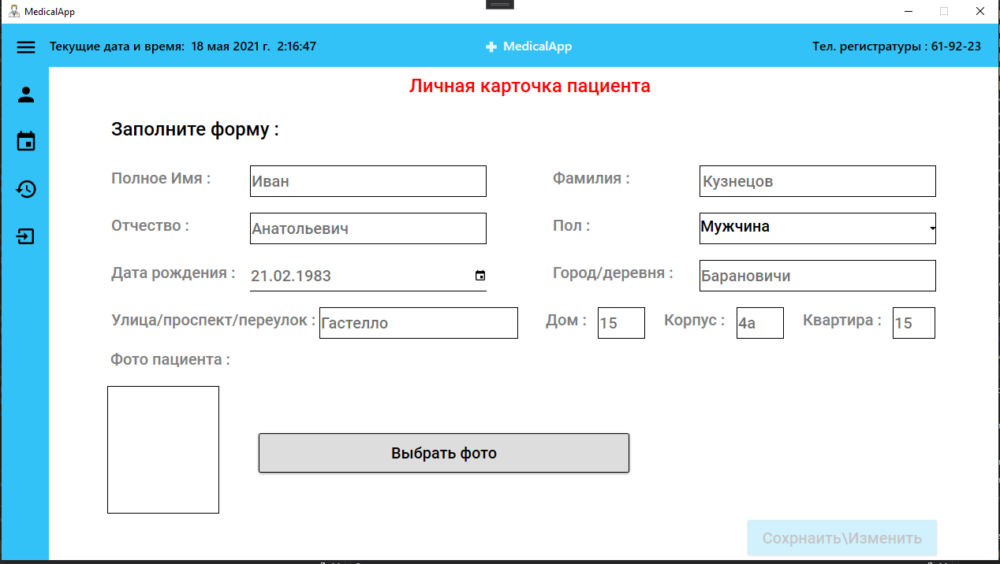 MedicalApp
Текущие дата и время: 18 мая 2021 г. 2:16:47
MedicalApp
Тел. регистратуры : 61-92-23
Личная карточка пациента
Заполните форму :
Полное Имя : Иван
Фамилия : Кузнецов
Отчество : Анатольевич
Пол : Мужчина
Дата рождения : 21.02.1983
Город/деревня : Барановичи
Улица/проспект/переулок : Гастелло
Дом : 15
Корпус : 4а
Квартира : 15
Фото пациента :
Выбрать фото
Сохрнаить\Изменить